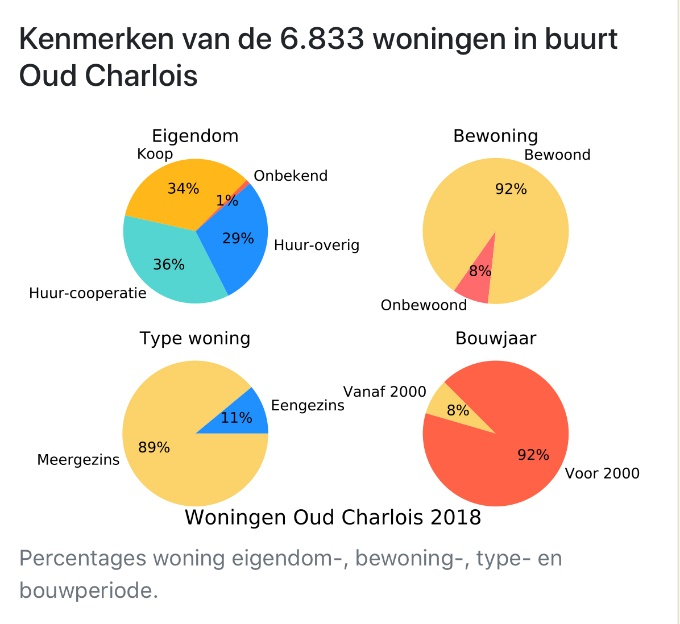 Kenmerken van de 6.833 woningen in buurt
Oud Charlois
Eigendom
Koop
Onbekend
34%
1%
29%
Huur-overig
36%
Huur-cooperatie
Bewoning
Bewoond
92%
8%
Onbewoond
Type woning
Eengezins
11%
89%
Meergezins
Bouwjaar
Vanaf 2000
8%
92%
Voor 2000
Woningen Oud Charlois 2018
Percentages woning eigendom-, bewoning-, type- en
bouwperiode.